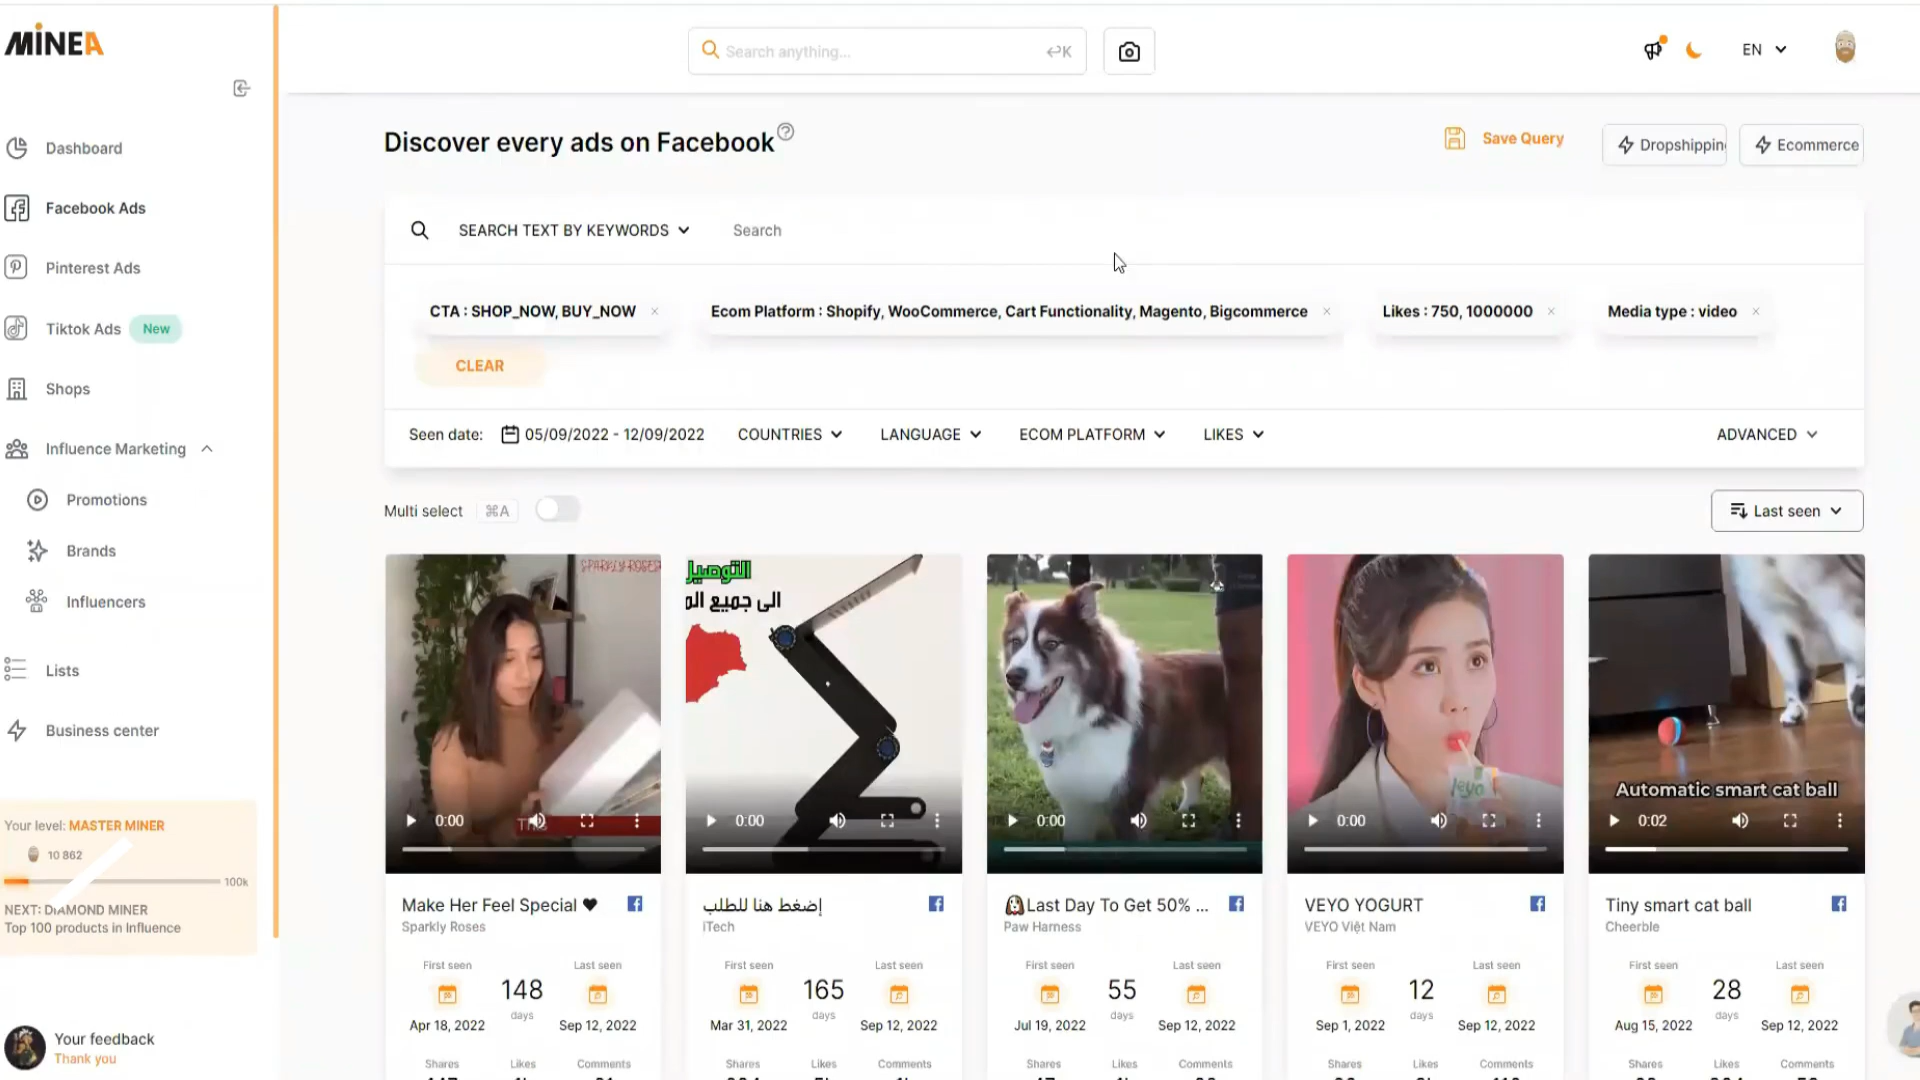 MINEA
Search anything...
K
EN
Dashboard
Facebook Ads
Pinterest Ads
Tiktok Ads New
Shops
Influence Marketing
Promotions
Brands
Influencers
Lists
Business center
Your level: MASTER MINER
10 862
100k
NEXT: DIAMOND MINER
Top 100 products in Influence
Your feedback
Thank you
Discover every ads on Facebook
?
Save Query
Dropshippin
Ecommerce
SEARCH TEXT BY KEYWORDS
Search
CTA : SHOP_NOW, BUY_NOW ×
Ecom Platform : Shopify, WooCommerce, Cart Functionality, Magento, Bigcommerce ×
Likes : 750, 1000000 ×
Media type : video ×
CLEAR
Seen date: 05/09/2022 - 12/09/2022
COUNTRIES
LANGUAGE
ECOM PLATFORM
LIKES
ADVANCED
Multi select ⌘A
Last seen
SPARKLY ROSES
This
0:00
Make Her Feel Special ♥
Sparkly Roses
First seen
Last seen
148
days
Apr 18, 2022
Sep 12, 2022
Shares
Likes
Comments
التوصيل
الى جميع الم
0:00
إضغط هنا للطلب
iTech
First seen
Last seen
165
days
Mar 31, 2022
Sep 12, 2022
Shares
Likes
Comments
0:00
Last Day To Get 50% ...
Paw Harness
First seen
Last seen
55
days
Jul 19, 2022
Sep 12, 2022
Shares
Likes
Comments
0:00
VEYO YOGURT
VEYO Việt Nam
First seen
Last seen
12
days
Sep 1, 2022
Sep 12, 2022
Shares
Likes
Comments
Automatic smart cat ball
0:02
Tiny smart cat ball
Cheerble
First seen
Last seen
28
days
Aug 15, 2022
Sep 12, 2022
Shares
Likes
Comments